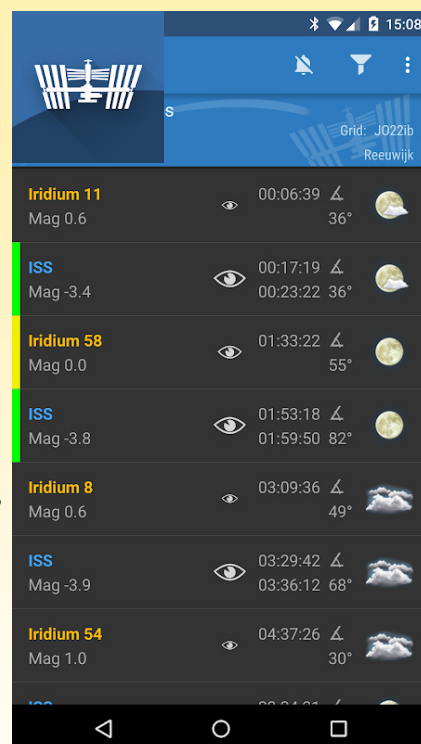 15:08
s
Grid: JO22ib
Reeuwijk
Iridium 11
00:06:39
Mag 0.6
36°
ISS
00:17:19
Mag -3.4
00:23:22 36°
Iridium 58
01:33:22
Mag 0.0
55°
ISS
01:53:18
Mag -3.8
01:59:50 82°
Iridium 8
03:09:36
Mag 0.6
49°
ISS
03:29:42
Mag -3.9
03:36:12 68°
Iridium 54
04:37:26
Mag 1.0
30°
ISS